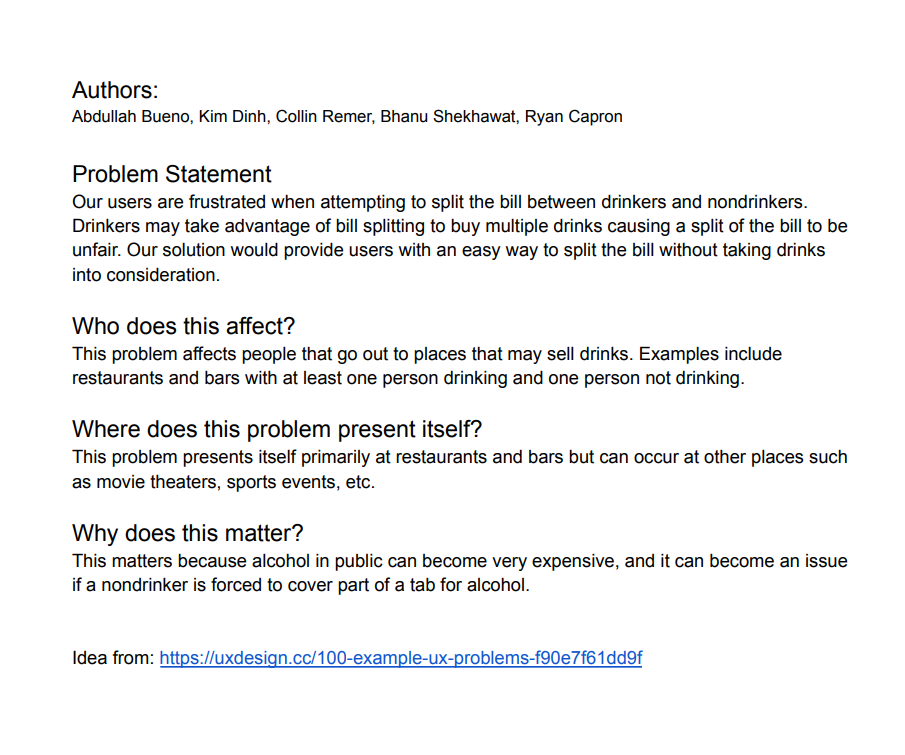 Authors:
Abdullah Bueno, Kim Dinh, Collin Remer, Bhanu Shekhawat, Ryan Capron
Problem Statement
Our users are frustrated when attempting to split the bill between drinkers and nondrinkers.
Drinkers may take advantage of bill splitting to buy multiple drinks causing a split of the bill to be
unfair. Our solution would provide users with an easy way to split the bill without taking drinks
into consideration.
Who does this affect?
This problem affects people that go out to places that may sell drinks. Examples include
restaurants and bars with at least one person drinking and one person not drinking.
Where does this problem present itself?
This problem presents itself primarily at restaurants and bars but can occur at other places such
as movie theaters, sports events, etc.
Why does this matter?
This matters because alcohol in public can become very expensive, and it can become an issue
if a nondrinker is forced to cover part of a tab for alcohol.
Idea from: https://uxdesign.cc/100-example-ux-problems-f90e7f61dd9f